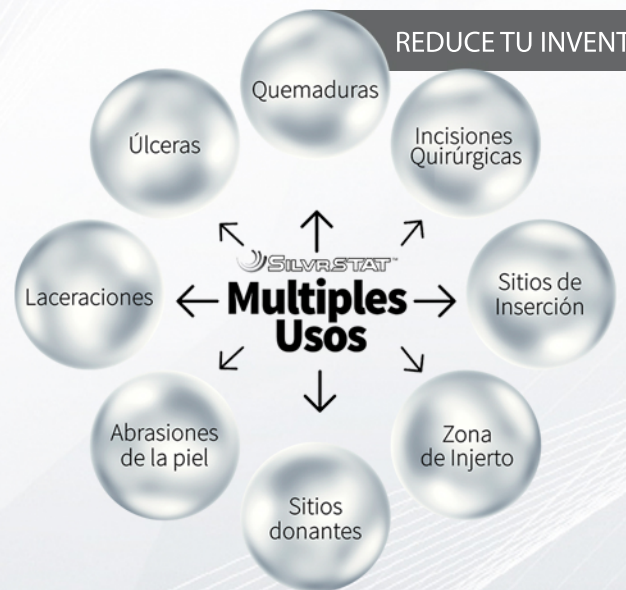 REDUCE TU INVENT
Quemaduras
Úlceras
Incisiones
Quirúrgicas
Laceraciones
SILVRSTAT™
Multiples
Usos
Sitios de
Inserción
Abrasiones
de la piel
Zona
de Injerto
Sitios
donantes